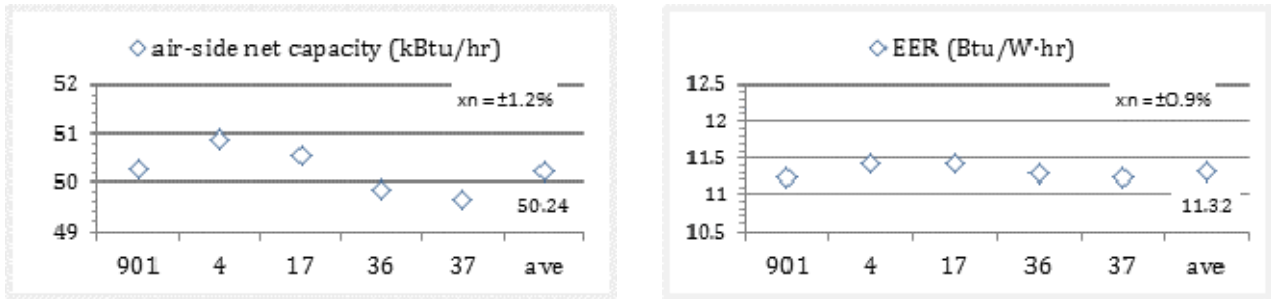 air-side net capacity (kBtu/hr)
52
xn = ±1.2%
51
50
50.24
49
901 4 17 36 37 ave
EER (Btu/W·hr)
12.5
xn = ±0.9%
12
11.5
11
11.32
10.5
901 4 17 36 37 ave